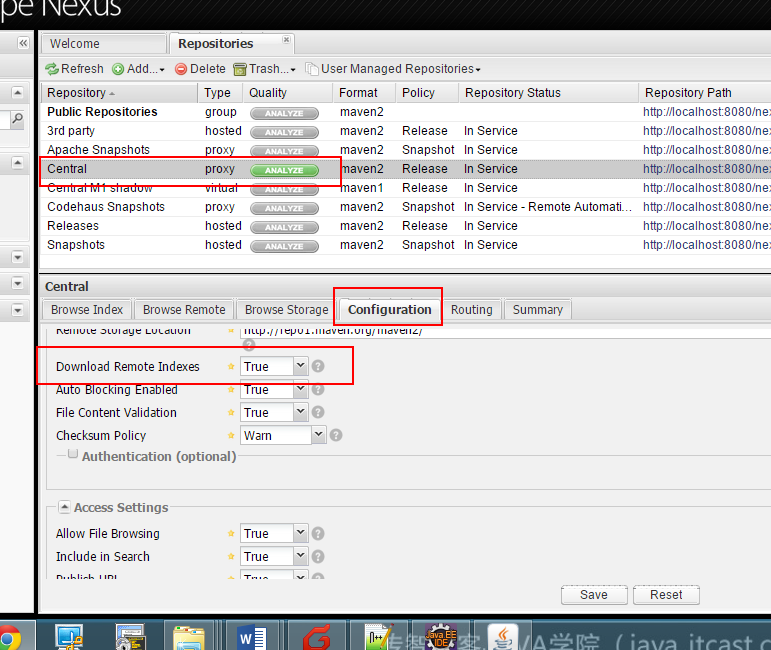 pe Nexus
Welcome Repositories
Refresh Add... Delete Trash... User Managed Repositories
Repository Type Quality Format Policy Repository Status Repository Path
Public Repositories group ANALYZE maven2 http://localhost:8080/ne
3rd party hosted ANALYZE maven2 Release In Service http://localhost:8080/ne
Apache Snapshots proxy ANALYZE maven2 Snapshot In Service http://localhost:8080/ne
Central proxy ANALYZE maven2 Release In Service http://localhost:8080/ne
Central M1 shadow virtual ANALYZE maven1 Release In Service http://localhost:8080/ne
Codehaus Snapshots proxy ANALYZE maven2 Snapshot In Service - Remote Automati... http://localhost:8080/ne
Releases hosted ANALYZE maven2 Release In Service http://localhost:8080/ne
Snapshots hosted ANALYZE maven2 Snapshot In Service http://localhost:8080/ne
Central
Browse Index Browse Remote Browse Storage Configuration Routing Summary
Remote Storage Location http://repo1.maven.org/maven2/
Download Remote Indexes True
Auto Blocking Enabled True
File Content Validation True
Checksum Policy Warn
Authentication (optional)
Access Settings
Allow File Browsing True
Include in Search True
Publish URL True
Save Reset
Java EE
IDE
客 VA学院（java.itcast.c